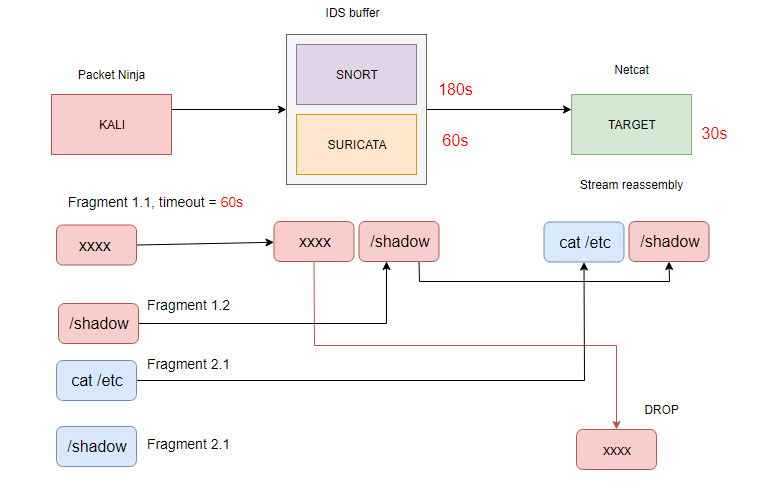 IDS buffer
Packet Ninja
SNORT
Netcat
180s
KALI
TARGET
30s
SURICATA
60s
Stream reassembly
Fragment 1.1, timeout = 60s
xxxx
xxxx
/shadow
cat /etc
/shadow
Fragment 1.2
/shadow
Fragment 2.1
cat /etc
DROP
/shadow
Fragment 2.1
xxxx